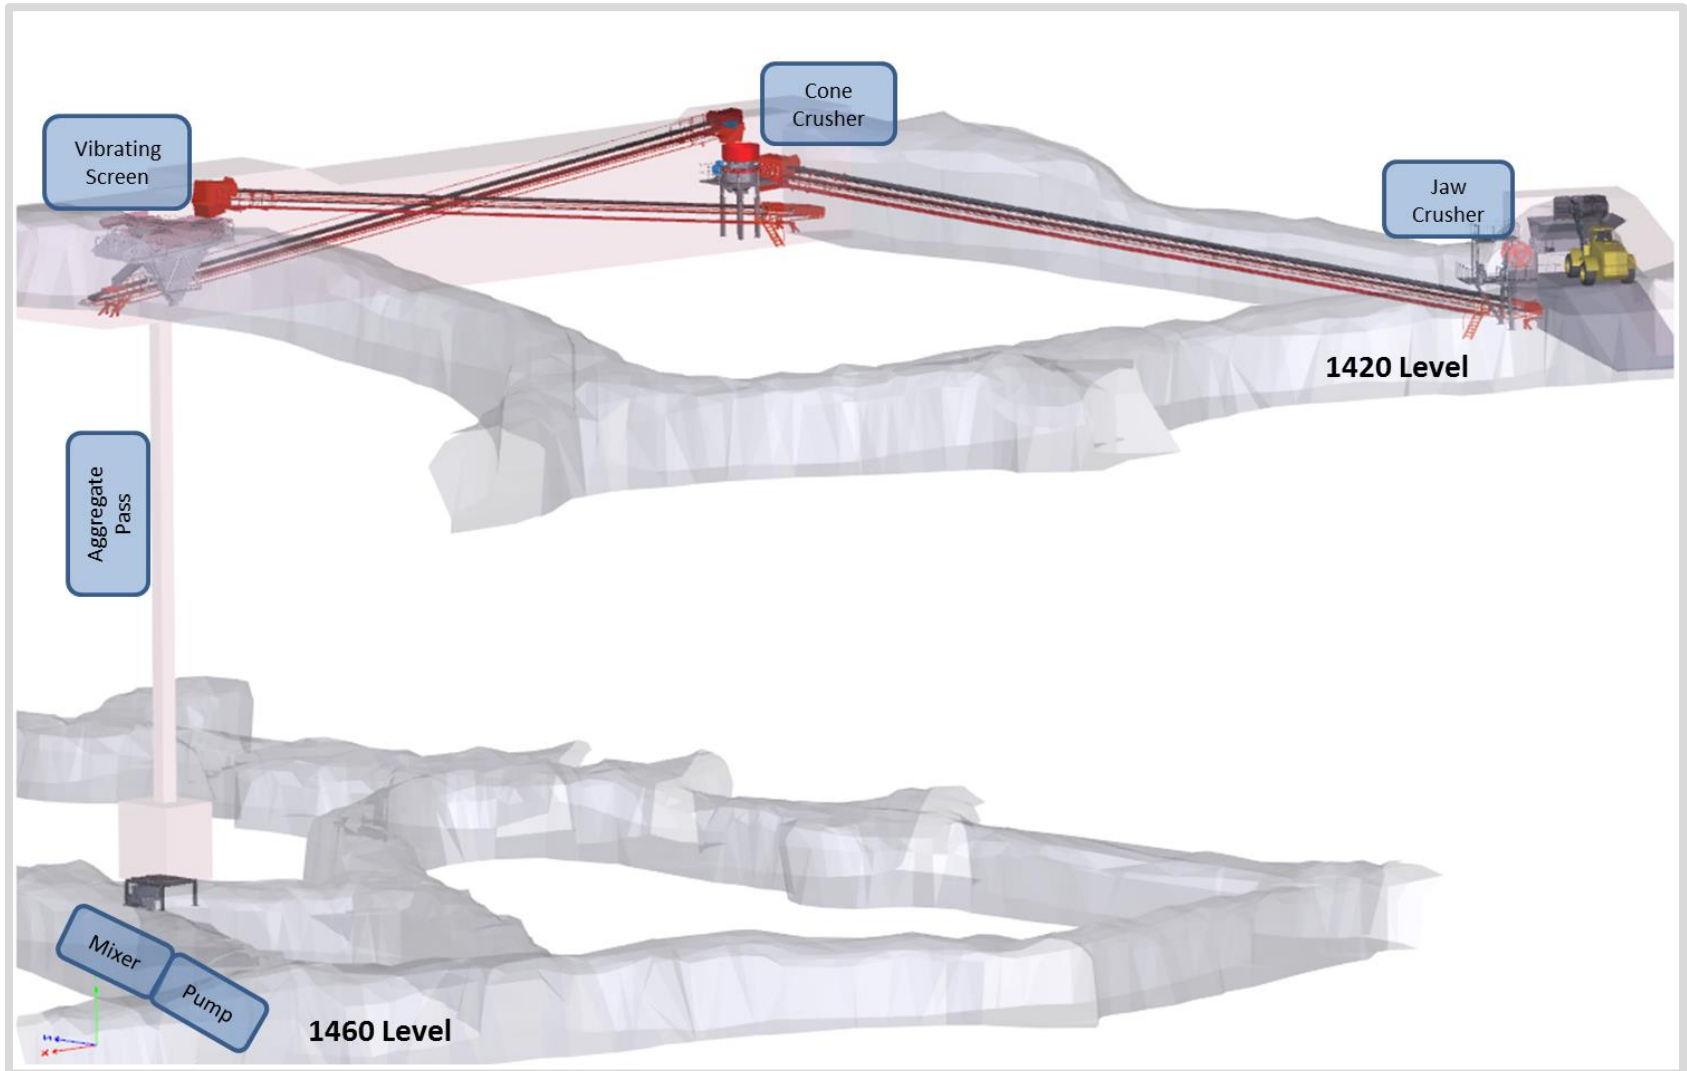 Cone
Crusher
Vibrating
Screen
Jaw
Crusher
1420 Level
Aggregate
Pass
Mixer
Pump
1460 Level